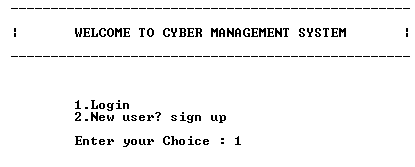 WELCOME TO CYBER MANAGEMENT SYSTEM
1.Login
2.New user? sign up
Enter your Choice : 1